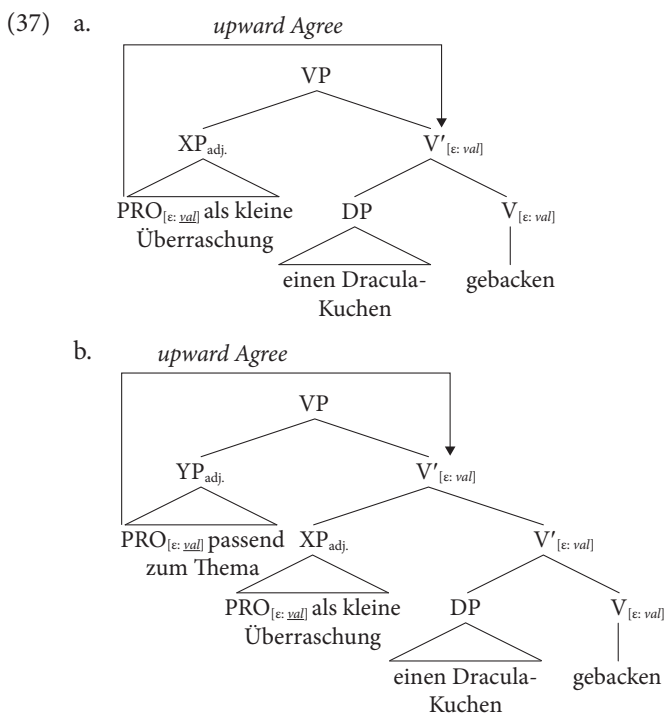 (37) a. upward Agree
VP
XPadj. V′[ε: val]
PRO[ε: val] als kleine DP V[ε: val]
Überraschung
einen Dracula- gebacken
Kuchen
b. upward Agree
VP
YPadj. V′[ε: val]
PRO[ε: val] passend XPadj. V′[ε: val]
zum Thema
PRO[ε: val] als kleine DP V[ε: val]
Überraschung
einen Dracula- gebacken
Kuchen